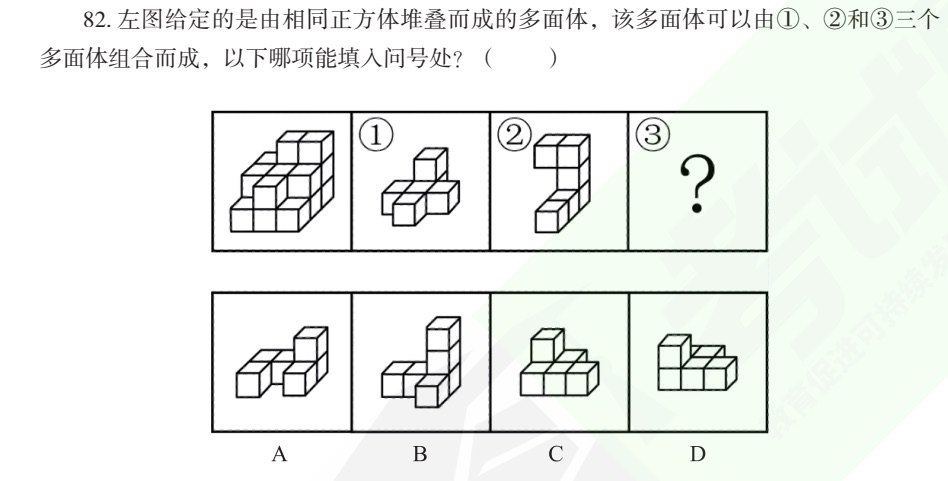 82. 左图给定的是由相同正方体堆叠而成的多面体，该多面体可以由①、②和③三个
多面体组合而成，以下哪项能填入问号处？（　　）
① ② ③
?
A B C D